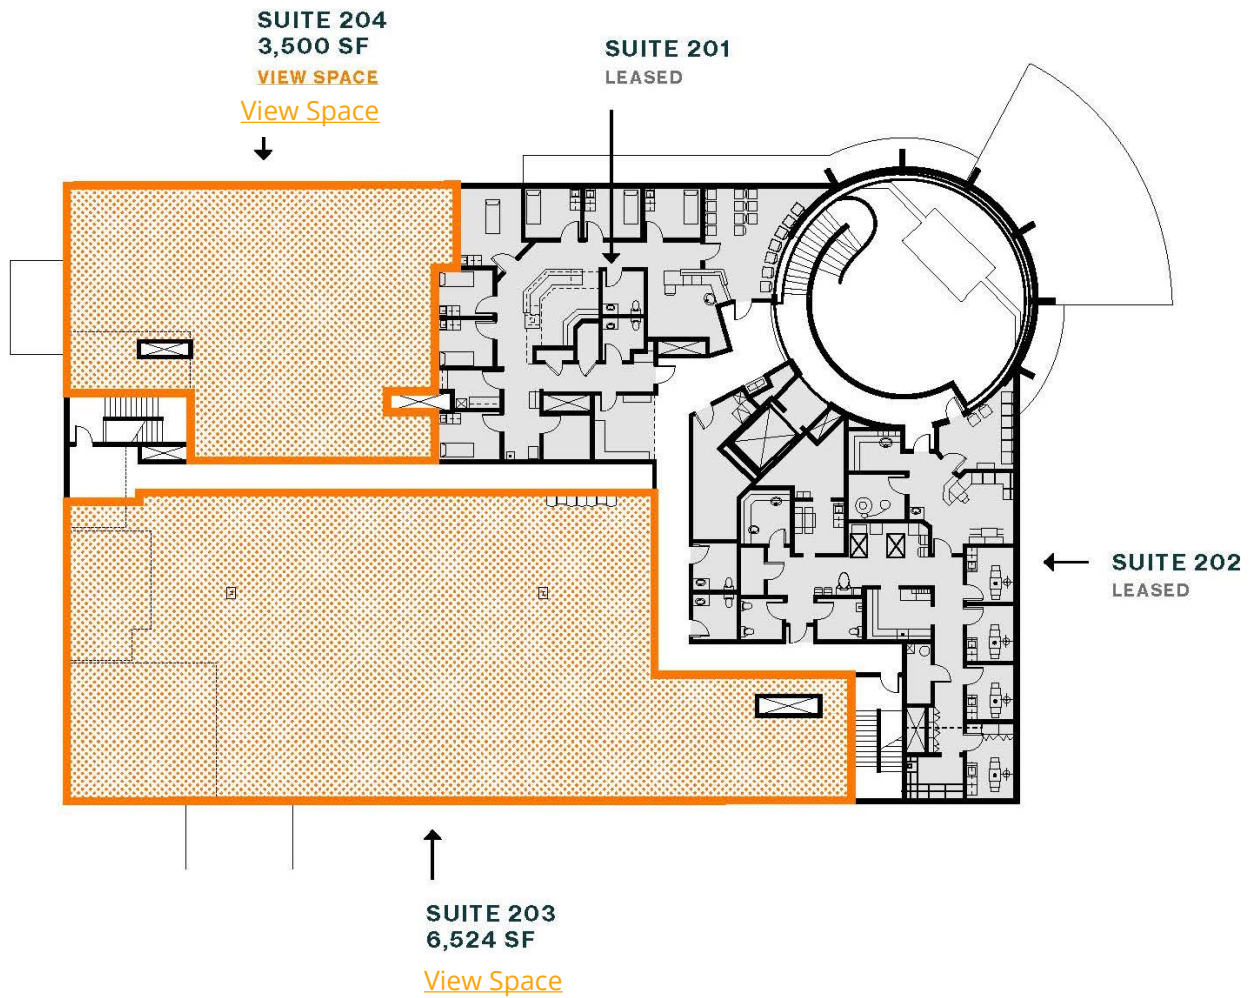 SUITE 204
3,500 SF
VIEW SPACE
View Space
SUITE 201
LEASED
SUITE 202
LEASED
SUITE 203
6,524 SF
View Space